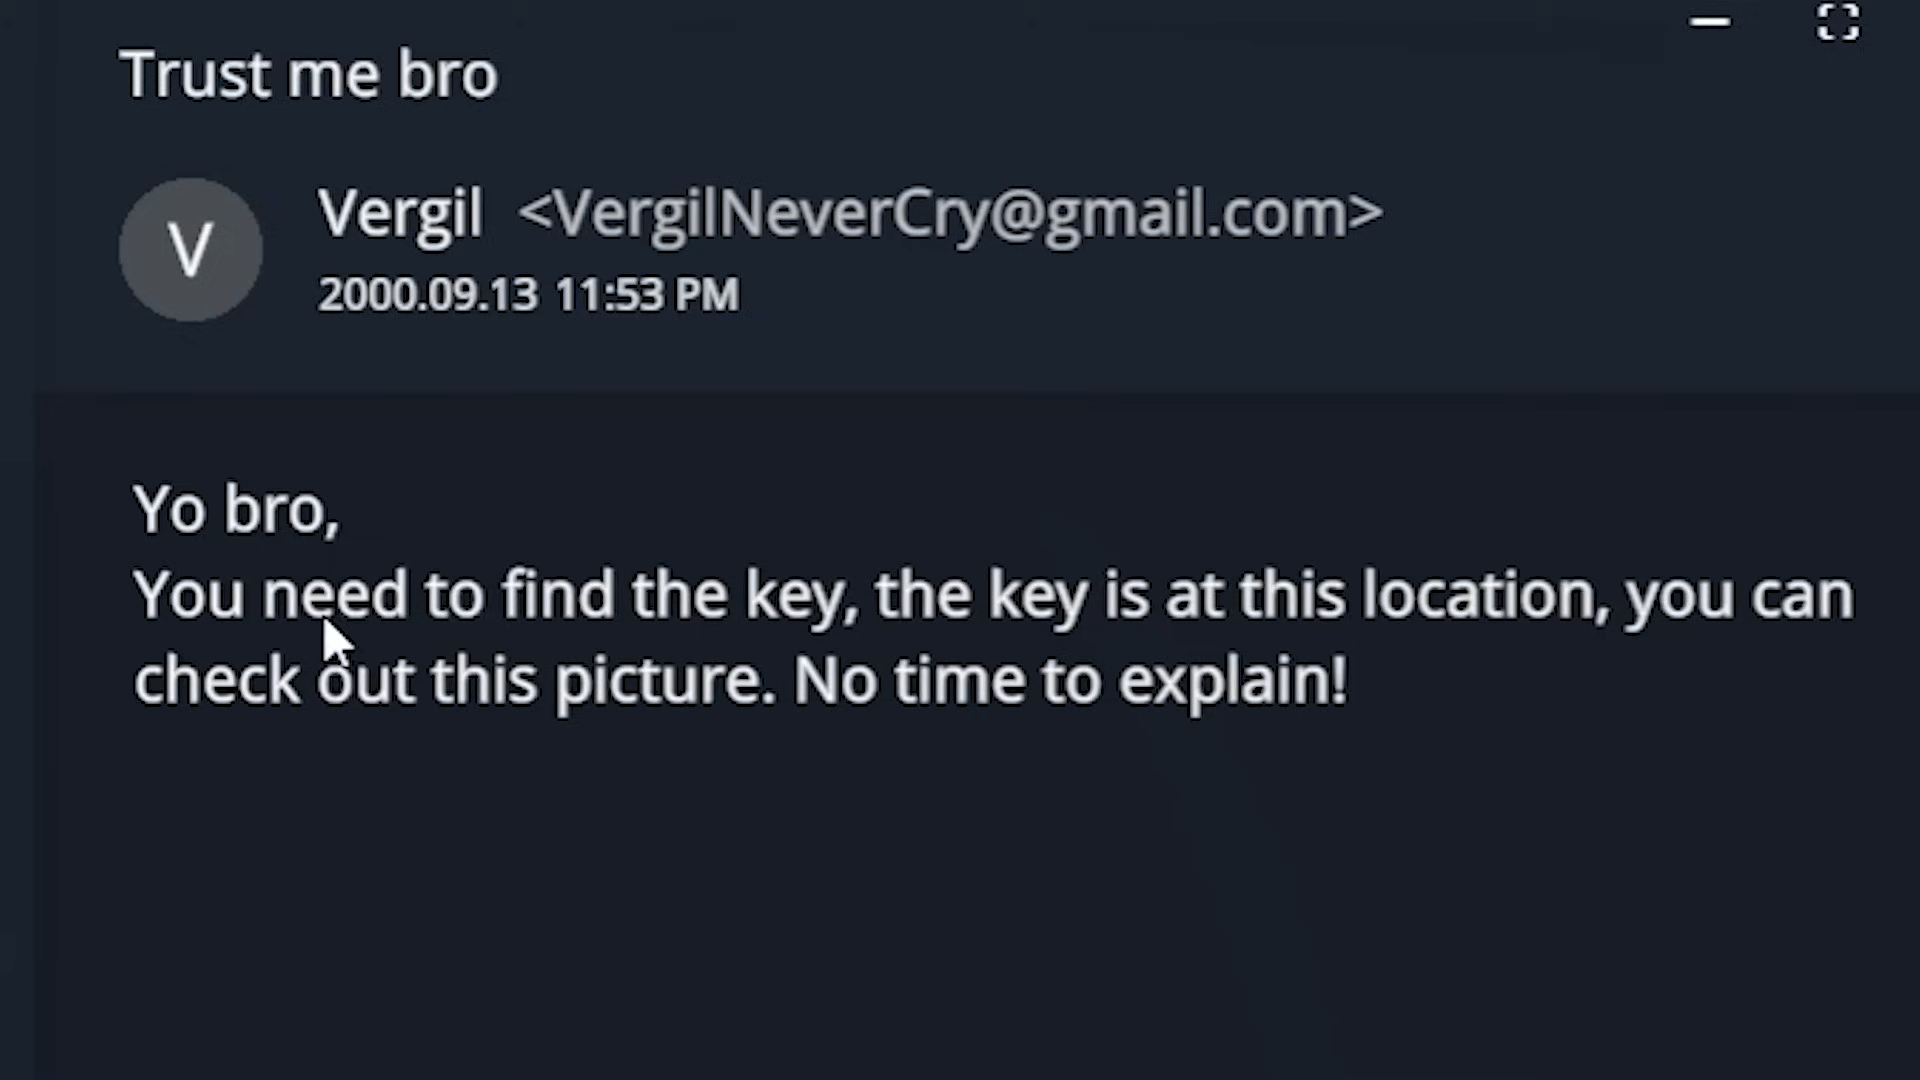 Trust me bro
V
Vergil <VergilNeverCry@gmail.com>
2000.09.13 11:53 PM
Yo bro,
You need to find the key, the key is at this location, you can
check out this picture. No time to explain!